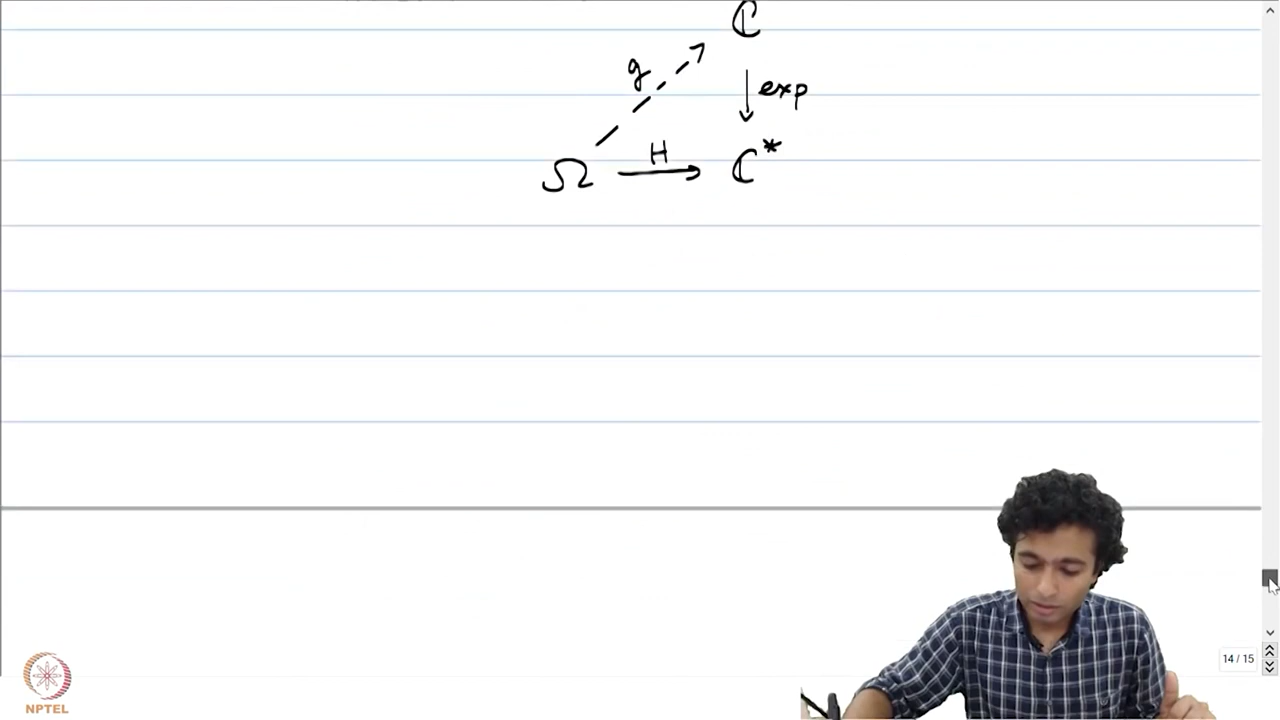 ℂ
g
exp
Ω H ℂ*
14 / 15
NPTEL